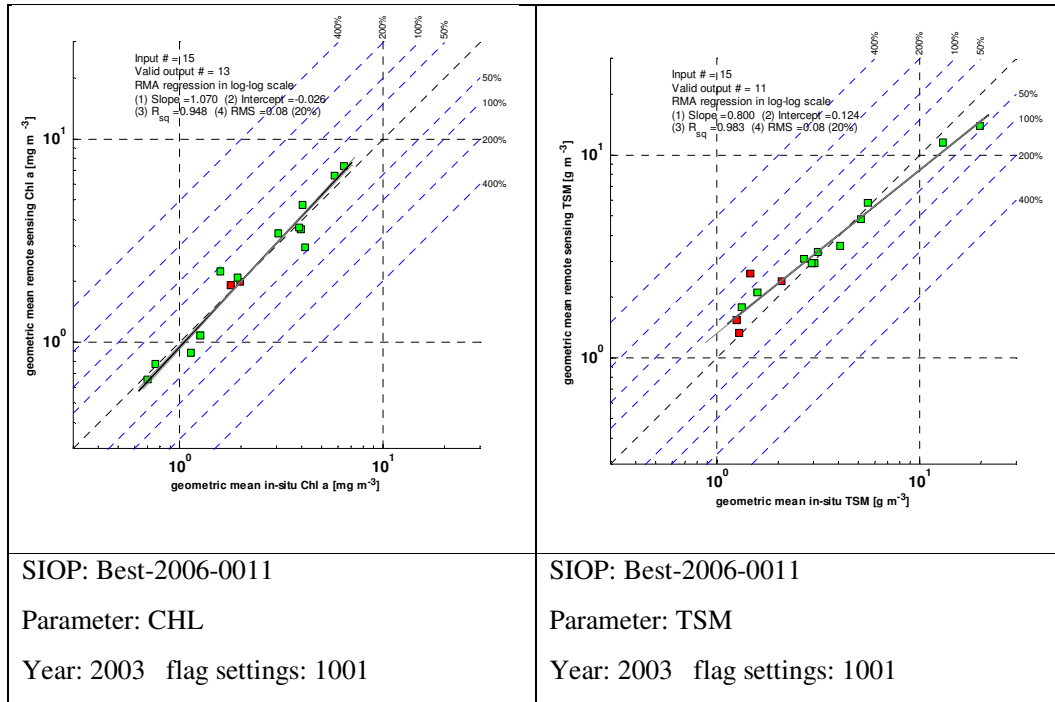 400%
200%
100%
50%
Input # = 15
Valid output # = 13
RMA regression in log-log scale
(1) Slope =1.070 (2) Intercept =-0.026
(3) R_sq =0.948 (4) RMS =0.08 (20%)
50%
100%
200%
400%
10^1
10^0
geometric mean remote sensing Chl a [mg m^-3]
10^0
10^1
geometric mean in-situ Chl a [mg m^-3]
400%
200%
100%
50%
Input # = 15
Valid output # = 11
RMA regression in log-log scale
(1) Slope =0.800 (2) Intercept =0.124
(3) R_sq =0.983 (4) RMS =0.08 (20%)
50%
100%
200%
400%
10^1
10^0
geometric mean remote sensing TSM [g m^-3]
10^0
10^1
geometric mean in-situ TSM [g m^-3]
SIOP: Best-2006-0011
Parameter: CHL
Year: 2003 flag settings: 1001
SIOP: Best-2006-0011
Parameter: TSM
Year: 2003 flag settings: 1001